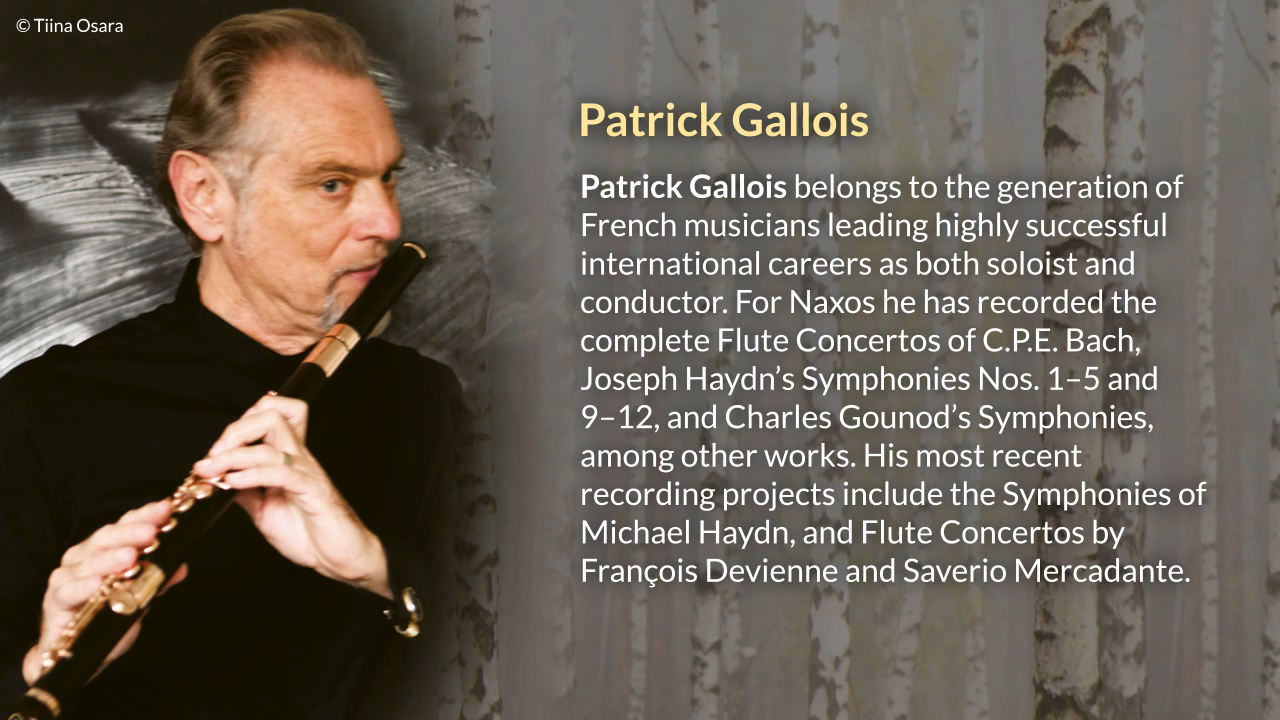 © Tiina Osara
Patrick Gallois
Patrick Gallois belongs to the generation of
French musicians leading highly successful
international careers as both soloist and
conductor. For Naxos he has recorded the
complete Flute Concertos of C.P.E. Bach,
Joseph Haydn’s Symphonies Nos. 1–5 and
9–12, and Charles Gounod’s Symphonies,
among other works. His most recent
recording projects include the Symphonies of
Michael Haydn, and Flute Concertos by
François Devienne and Saverio Mercadante.